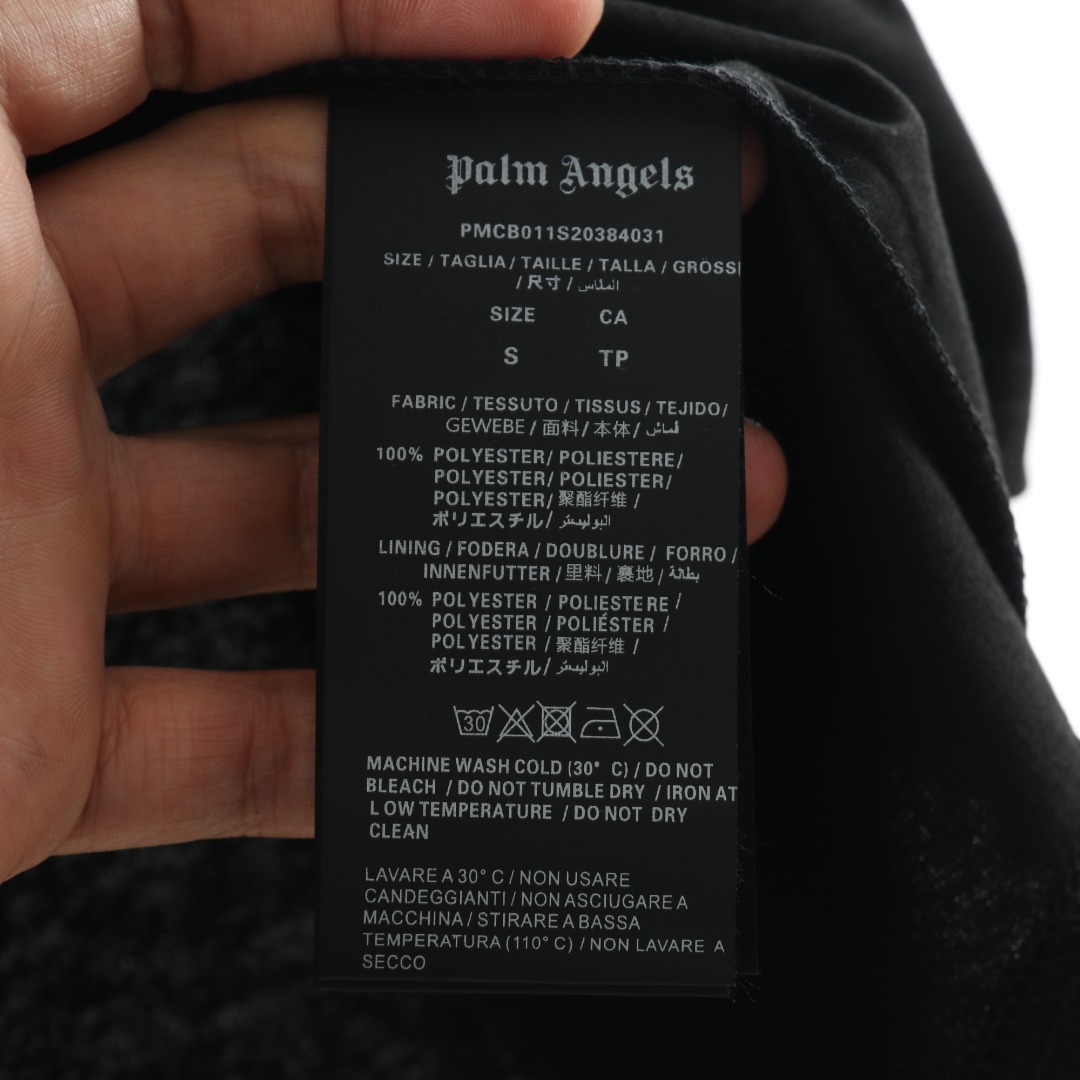 Palm Angels
PMCB011S20384031
SIZE / TAGLIA / TAILLE / TALLA / GRÖSS
/ 尺寸 / المقاس
SIZE CA
S TP
FABRIC / TESSUTO / TISSUS / TEJIDO/
GEWEBE / 面料 / 本体 / قماش
100% POLYESTER/ POLIESTERE/
POLYESTER/ POLIESTER/
POLYESTER/ 聚酯纤维 /
ポリエスチル/ البوليستر
LINING / FODERA / DOUBLURE / FORRO /
INNENFUTTER / 里料 / 裏地 / بطانة
100% POLYESTER / POLIESTERE /
POLYESTER / POLIÉSTER /
POLYESTER / 聚酯纤维 /
ポリエスチル/ البوليستر
30
MACHINE WASH COLD (30° C) / DO NOT
BLEACH / DO NOT TUMBLE DRY / IRON AT
LOW TEMPERATURE / DO NOT DRY
CLEAN
LAVARE A 30° C / NON USARE
CANDEGGIANTI / NON ASCIUGARE A
MACCHINA / STIRARE A BASSA
TEMPERATURA (110° C) / NON LAVARE A
SECCO